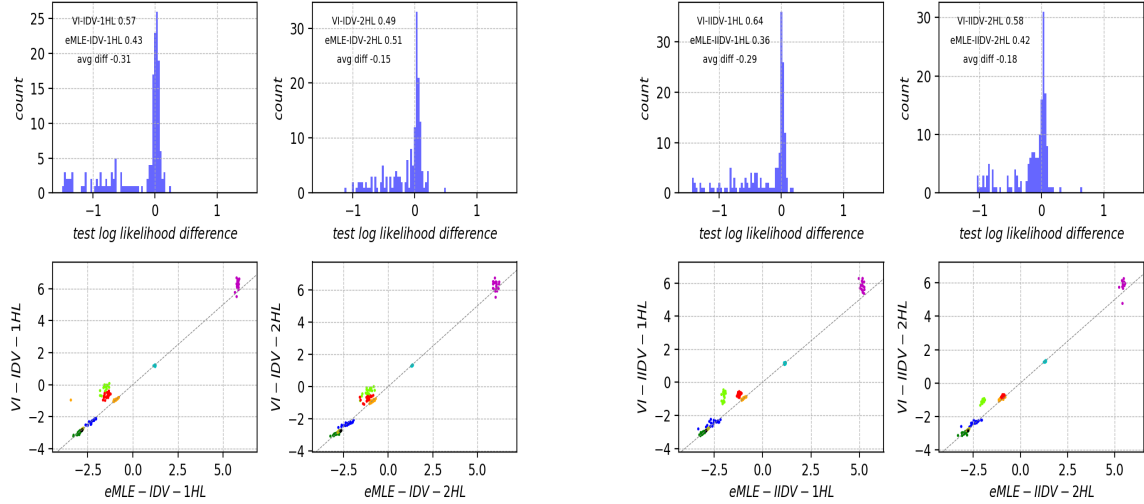 VI-IDV-1HL 0.57
eMLE-IDV-1HL 0.43
avg diff -0.31
count
25
20
15
10
5
0
−1 0 1
test log likelihood difference
VI-IDV-2HL 0.49
eMLE-IDV-2HL 0.51
avg diff -0.15
30
20
10
0
−1 0 1
test log likelihood difference
VI-IIDV-1HL 0.64
eMLE-IIDV-1HL 0.36
avg diff -0.29
count
30
20
10
0
−1 0 1
test log likelihood difference
VI-IIDV-2HL 0.58
eMLE-IIDV-2HL 0.42
avg diff -0.18
30
20
10
0
−1 0 1
test log likelihood difference
VI − IDV − 1HL
6
4
2
0
−2
−4
−2.5 0.0 2.5 5.0
eMLE − IDV − 1HL
VI − IDV − 2HL
6
4
2
0
−2
−4
−2.5 0.0 2.5 5.0
eMLE − IDV − 2HL
VI − IIDV − 1HL
6
4
2
0
−2
−4
−2.5 0.0 2.5 5.0
eMLE − IIDV − 1HL
VI − IIDV − 2HL
6
4
2
0
−2
−4
−2.5 0.0 2.5 5.0
eMLE − IIDV − 2HL